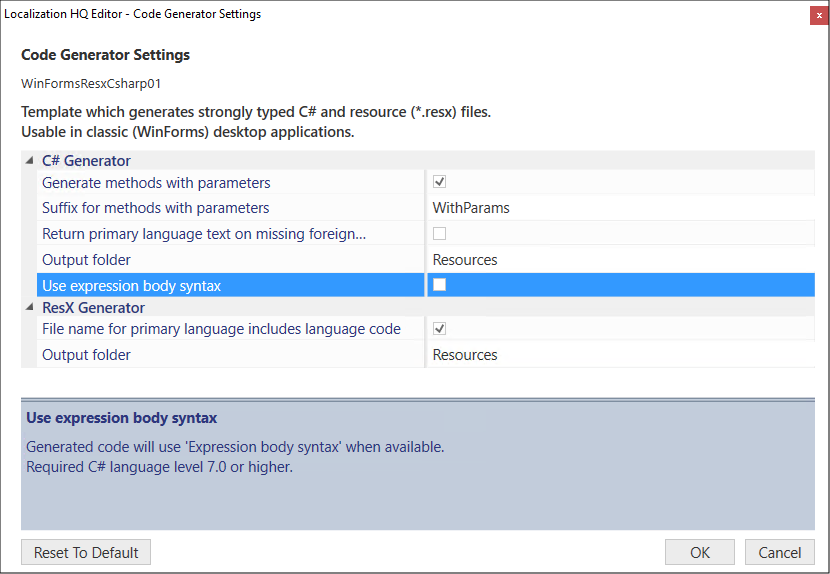 Localization HQ Editor - Code Generator Settings
x
Code Generator Settings
WinFormsResxCsharp01
Template which generates strongly typed C# and resource (*.resx) files.
Usable in classic (WinForms) desktop applications.
C# Generator
Generate methods with parameters
Suffix for methods with parameters WithParams
Return primary language text on missing foreign...
Output folder Resources
Use expression body syntax
ResX Generator
File name for primary language includes language code
Output folder Resources
Use expression body syntax
Generated code will use 'Expression body syntax' when available.
Required C# language level 7.0 or higher.
Reset To Default OK Cancel